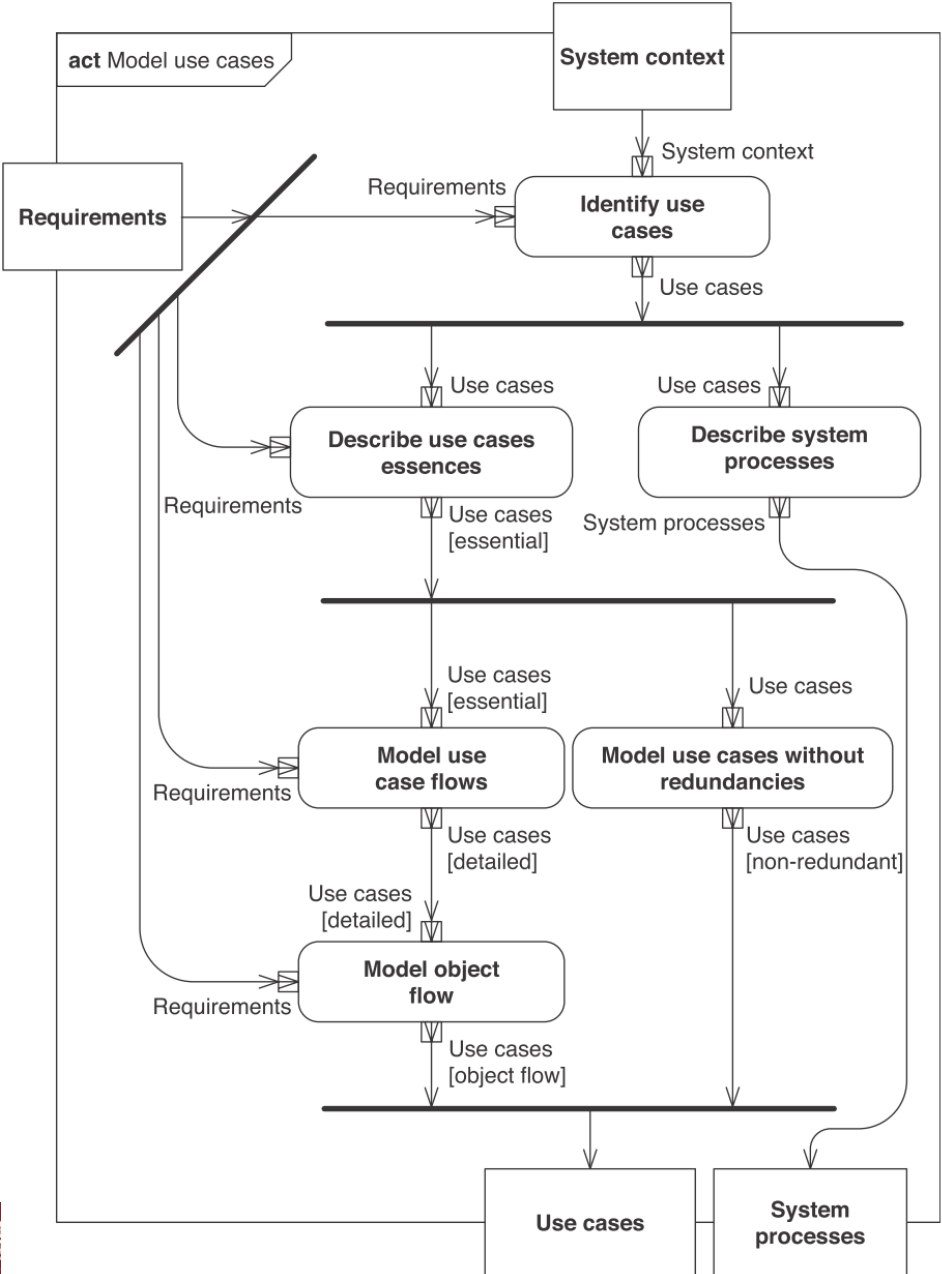 act Model use cases
System context
System context
Requirements
Requirements
Identify use
cases
Use cases
Use cases
Use cases
Describe use cases
essences
Describe system
processes
Requirements
Use cases
[essential]
System processes
Use cases
[essential]
Use cases
Model use
case flows
Model use cases without
redundancies
Requirements
Use cases
[detailed]
Use cases
[non-redundant]
Use cases
[detailed]
Model object
flow
Requirements
Use cases
[object flow]
Use cases
System
processes